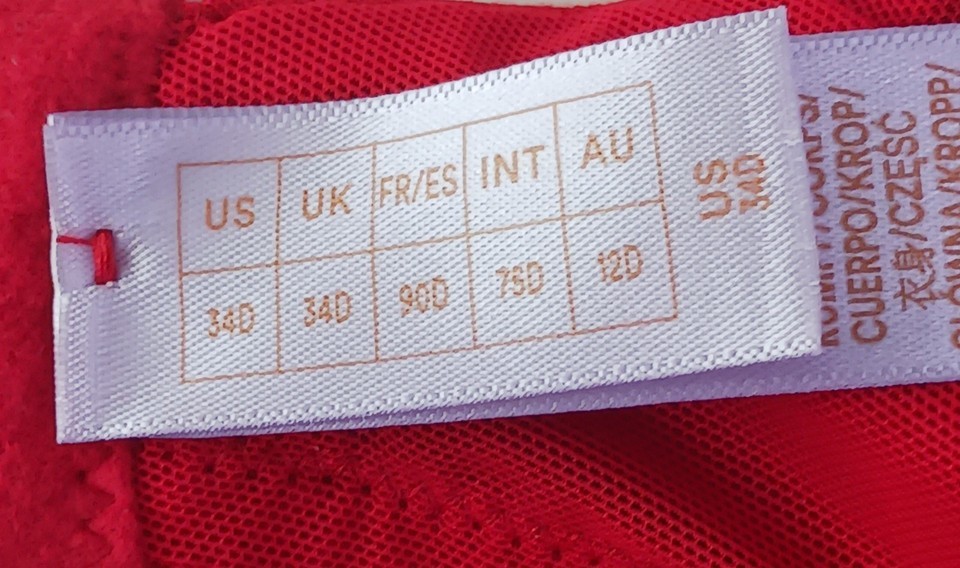 US UK FR/ES INT AU
34D 34D 90D 75D 12D
US
34D
CUERPO/KROP/
衣身/CZĘŚĆ